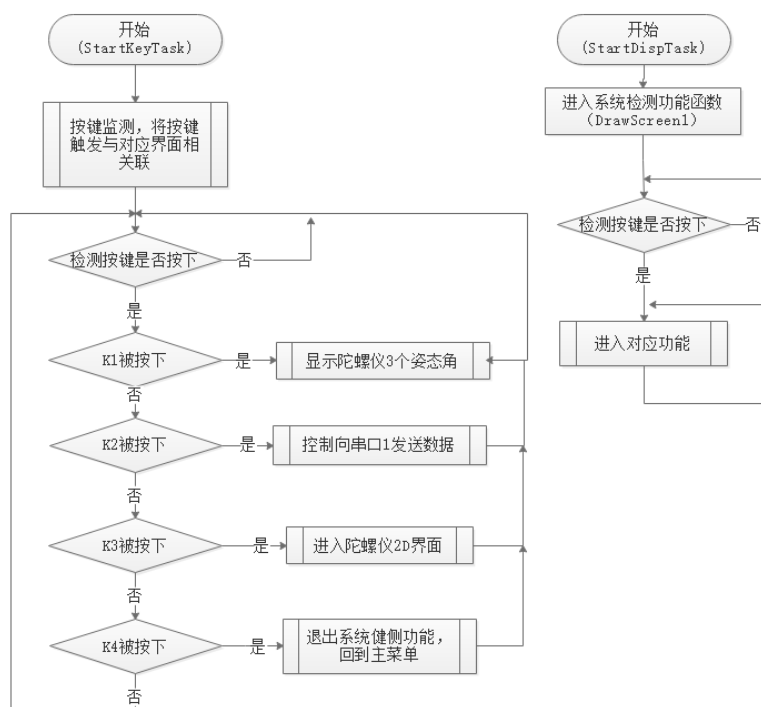 开始
(StartKeyTask)
按键监测，将按键
触发与对应界面相
关联
检测按键是否按下
否
是
K1被按下
是
显示陀螺仪3个姿态角
否
K2被按下
是
控制向串口1发送数据
否
K3被按下
是
进入陀螺仪2D界面
否
K4被按下
是
退出系统健侧功能，
回到主菜单
否
开始
(StartDispTask)
进入系统检测功能函数
(DrawScreen1)
检测按键是否按下
否
是
进入对应功能